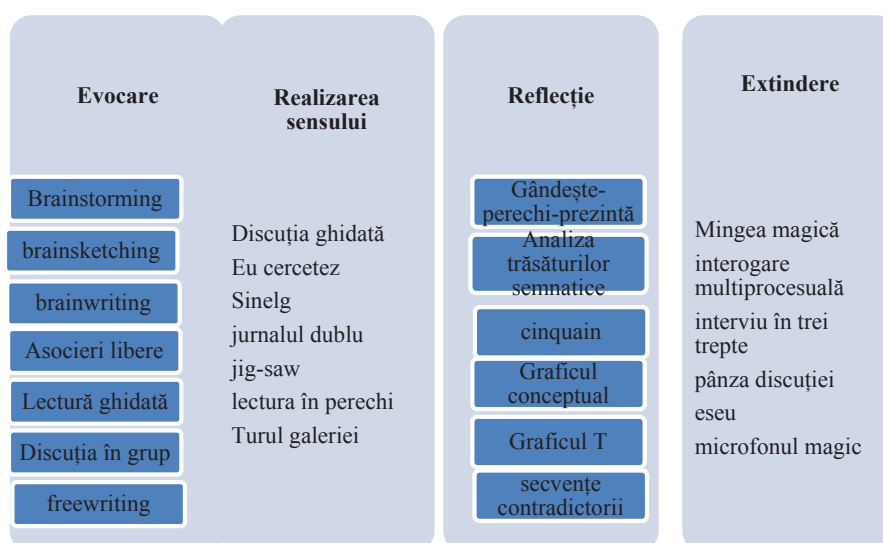 Evocare
Brainstorming
brainsketching
brainwriting
Asocieri libere
Lectură ghidată
Discuția în grup
freewriting
Realizarea
sensului
Discuția ghidată
Eu cercetez
Sinelg
jurnalul dublu
jig-saw
lectura în perechi
Turul galeriei
Reflecție
Gândește-
perechi-prezintă
Analiza
trăsăturilor
semnatice
cinquain
Graficul
conceptual
Graficul T
secvențe
contradictorii
Extindere
Mingea magică
interogare
multiprocesuală
interviu în trei
trepte
pânza discuției
eseu
microfonul magic